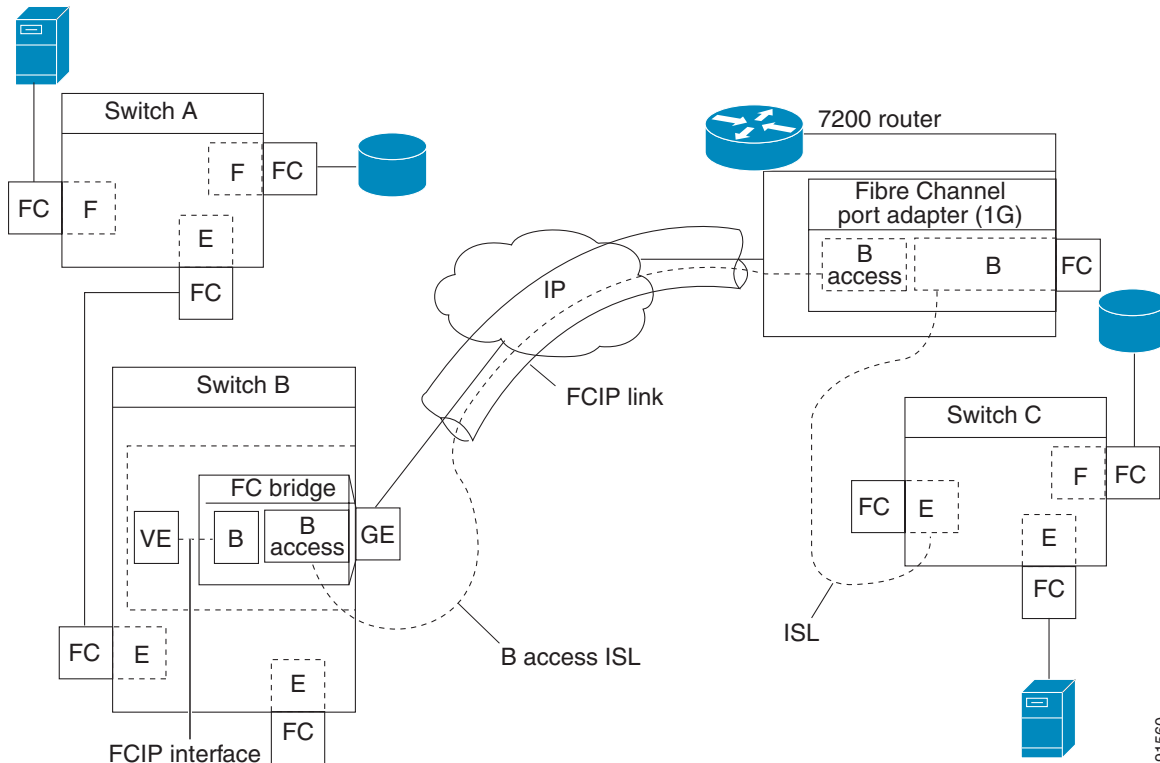 Switch A
F
FC
FC
F
E
FC
7200 router
Fibre Channel
port adapter (1G)
B
access
B
FC
IP
FCIP link
Switch B
FC bridge
VE
B
B
access
GE
FC
E
E
FC
B access ISL
FCIP interface
Switch C
F
FC
FC
E
E
FC
ISL
91560